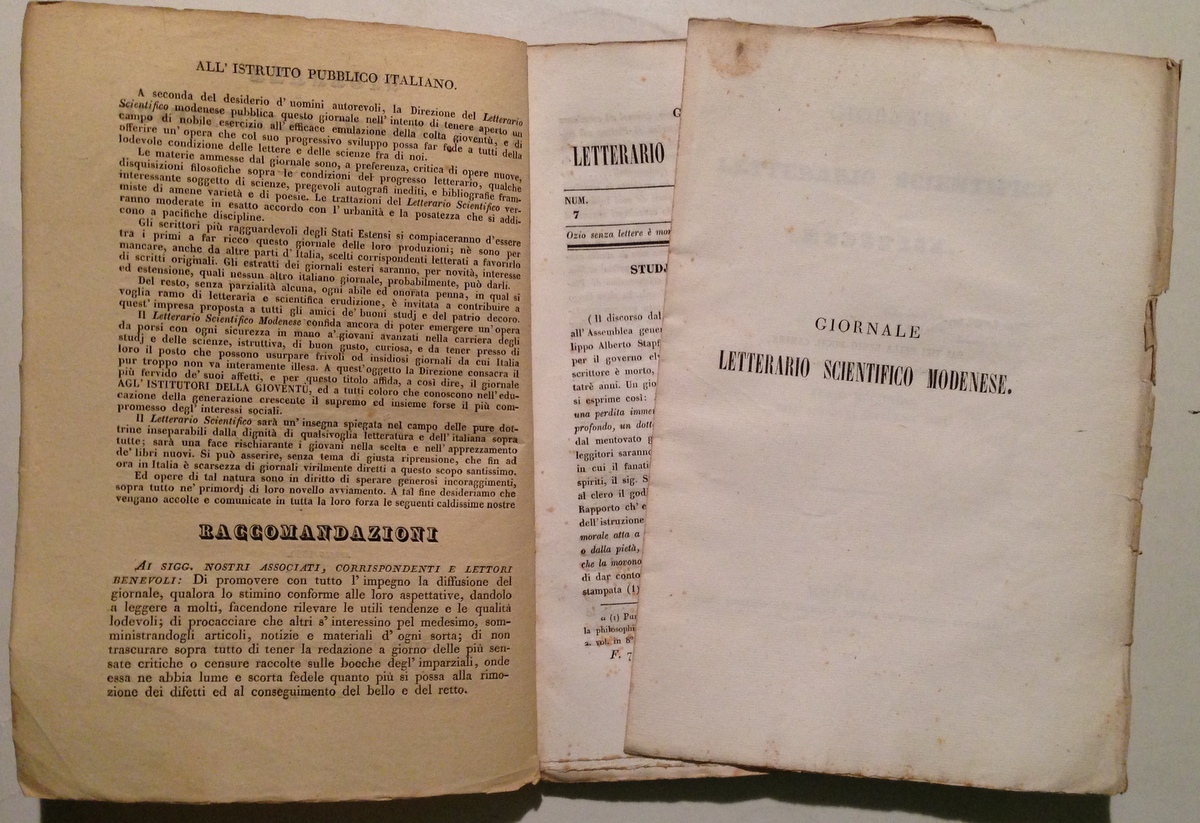 ALL' ISTRUITO PUBBLICO ITALIANO.
A seconda del desiderio d' uomini autorevoli, la Direzione del Letterario
Scientifico modenese pubblica questo giornale nell' intento di tenere aperto un
campo di nobile esercizio all' efficace emulazione della colta gioventù, e di
offerire un' opera che col suo progressivo sviluppo possa far fede a tutti della
lodevole condizione delle lettere e delle scienze fra di noi.
Le materie ammesse dal giornale sono, a preferenza, critica di opere nuove,
disquisizioni filosofiche sopra le condizioni del progresso letterario, qualche
interessante soggetto di scienze, pregevoli autografi inediti, e bibliografie fram-
miste di amene varietà e di poesie. Le trattazioni del Letterario Scientifico ver-
ranno moderate in esatto accordo con l' urbanità e la posatezza che si addi-
cono a pacifiche discipline.
Gli scrittori più ragguardevoli degli Stati Estensi si compiaceranno d' essere
tra i primi a far ricco questo giornale delle loro produzioni; nè sono per
mancare, anche da altre parti d' Italia, scelti corrispondenti letterati a favorirlo
di scritti originali. Gli estratti dei giornali esteri saranno, per novità, interesse
ed estensione, quali nessun altro italiano giornale, probabilmente, può darli.
Del resto, senza parzialità alcuna, ogni abile ed onorata penna, in qual si
voglia ramo di letteraria e scientifica erudizione, è invitata a contribuire a
quest' impresa proposta a tutti gli amici de' buoni studj e del patrio decoro.
Il Letterario Scientifico Modenese confida ancora di poter emergere un' opera
da porsi con ogni sicurezza in mano a' giovani avanzati nella carriera degli
studj e delle scienze, istruttiva, di buon gusto, curiosa, e da tener presso di
loro il posto che possono usurpare frivoli od insidiosi giornali da cui Italia
pur troppo non va interamente illesa. A quest' oggetto la Direzione consacra il
più fervido de' suoi affetti, e per questo titolo affida, a così dire, il giornale
AGL' ISTITUTORI DELLA GIOVENTÙ, ed a tutti coloro che conoscono nell' edu-
cazione della generazione crescente il supremo ed insieme forse il più com-
promesso degl' interessi sociali.
Il Letterario Scientifico sarà un' insegna spiegata nel campo delle pure dot-
trine inseparabili dalla dignità di qualsivoglia letteratura e dell' italiana sopra
tutte; sarà una face rischiarante i giovani nella scelta e nell' apprezzamento
de' libri nuovi. Si può asserire, senza tema di giusta riprensione, che fin ad
ora in Italia è scarsezza di giornali virilmente diretti a questo scopo santissimo.
Ed opere di tal natura sono in diritto di sperare generosi incoraggimenti,
sopra tutto ne' primordj di loro novello avviamento. A tal fine desideriamo che
vengano accolte e comunicate in tutta la loro forza le seguenti caldissime nostre
RACCOMANDAZIONI
AI SIGG. NOSTRI ASSOCIATI, CORRISPONDENTI E LETTORI
BENEVOLI: Di promovere con tutto l' impegno la diffusione del
giornale, qualora lo stimino conforme alle loro aspettative, dandolo
a leggere a molti, facendone rilevare le utili tendenze e le qualità
lodevoli; di procacciare che altri s' interessino pel medesimo, som-
ministrandogli articoli, notizie e materiali d' ogni sorta; di non
trascurare sopra tutto di tener la redazione a giorno delle più sen-
sate critiche o censure raccolte sulle bocche degl' imparziali, onde
essa ne abbia lume e scorta fedele quanto più si possa alla rimo-
zione dei difetti ed al conseguimento del bello e del retto.
G
LETTERARIO
NUM.
7
Ozio senza lettere è mor
STUDJ
( Il discorso dal
all' Assemblea gener
lippo Alberto Stapf
per il governo el
scrittore è morto,
tatrè anni. Un gio
si esprime così:
una perdita imme
profondo, un dott
dal mentovato g
leggitori saranno
in cui il fanati
spiriti, il sig. S
al clero il god
Rapporto ch' e
dell' istruzione
morale atta a
o dalla pietà,
che la movono
di dar conto
stampata (1)
« (1) Pu
la philosophi
2. vol. in 8°
F. 7
GIORNALE
LETTERARIO SCIENTIFICO MODENESE.